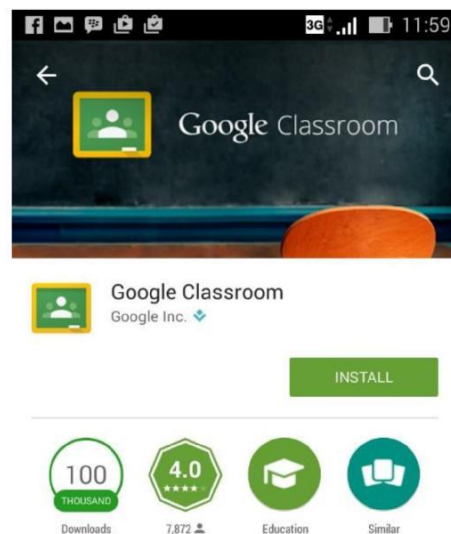 3G 11:59
Google Classroom
Google Classroom
Google Inc.
INSTALL
100
THOUSAND
4.0
Downloads
7,872
Education
Similar